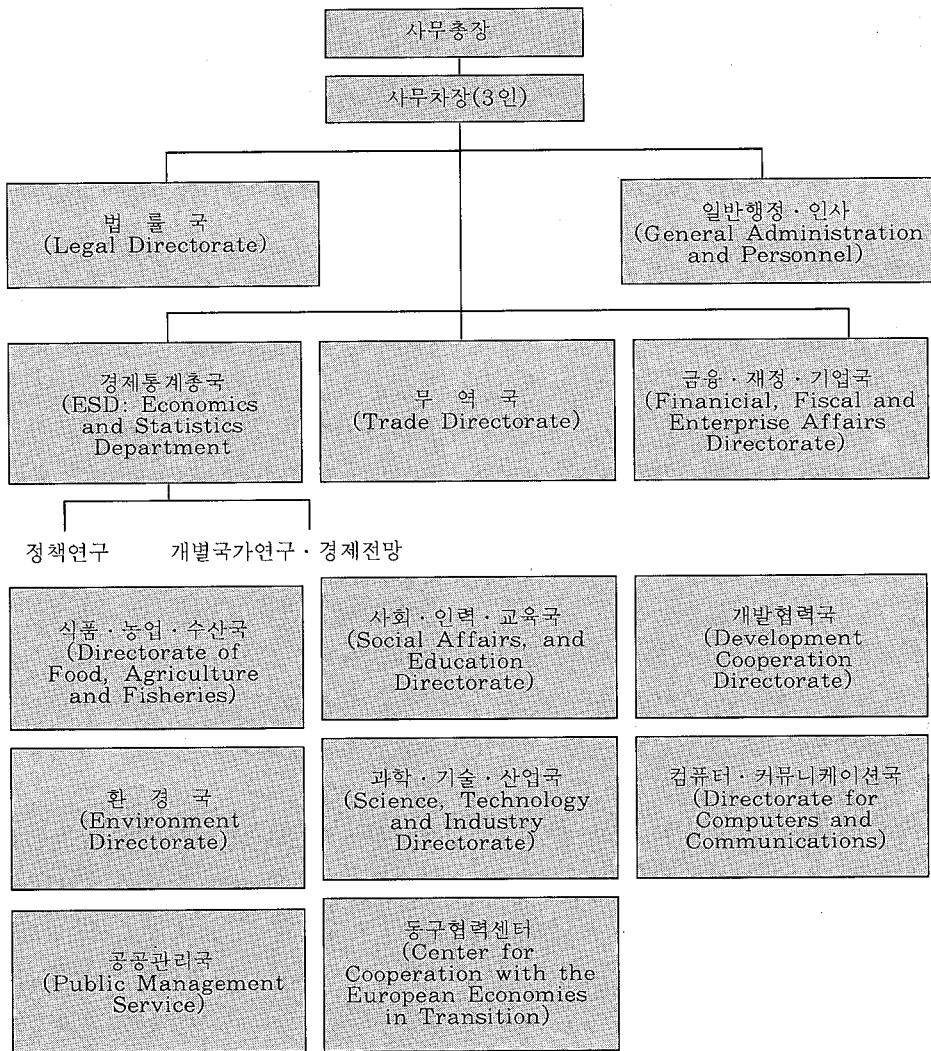 사무총장
사무차장(3인)
법 률 국
(Legal Directorate)
일반행정·인사
(General Administration
and Personnel)
경제통계총국
(ESD: Economics
and Statistics
Department
무 역 국
(Trade Directorate)
금융·재정·기업국
(Finanicial, Fiscal and
Enterprise Affairs
Directorate)
정책연구
개별국가연구·경제전망
식품·농업·수산국
(Directorate of
Food, Agriculture
and Fisheries)
사회·인력·교육국
(Social Affairs, and
Education
Directorate)
개발협력국
(Development
Cooperation
Directorate)
환 경 국
(Environment
Directorate)
과학·기술·산업국
(Science, Technology
and Industry
Directorate)
컴퓨터·커뮤니케이션국
(Directorate for
Computers and
Communications)
공공관리국
(Public Management
Service)
동구협력센터
(Center for
Cooperation with the
European Economies
in Transition)